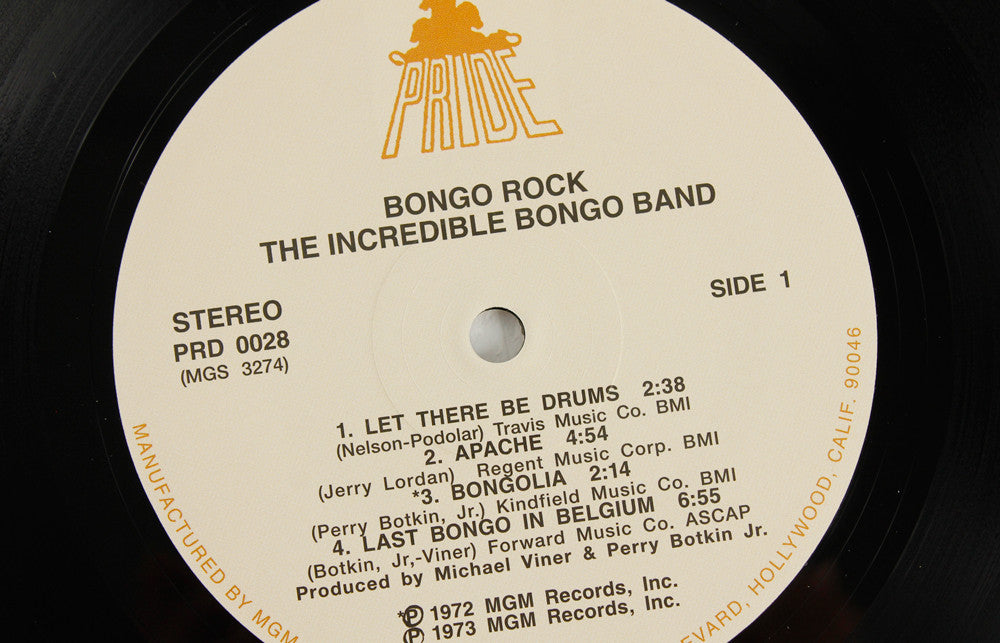 PRIDE
BONGO ROCK
THE INCREDIBLE BONGO BAND
STEREO
PRD 0028
(MGS 3274)
SIDE 1
1. LET THERE BE DRUMS 2:38
(Nelson-Podolar) Travis Music Co. BMI
2. APACHE 4:54
(Jerry Lordan) Regent Music Corp. BMI
*3. BONGOLIA 2:14
(Perry Botkin, Jr.) Kindfield Music Co. BMI
4. LAST BONGO IN BELGIUM 6:55
(Botkin, Jr,-Viner) Forward Music Co. ASCAP
Produced by Michael Viner & Perry Botkin Jr.
*℗ 1972 MGM Records, Inc.
℗ 1973 MGM Records, Inc.
MANUFACTURED BY MGM
EVARD, HOLLYWOOD, CALIF. 90046